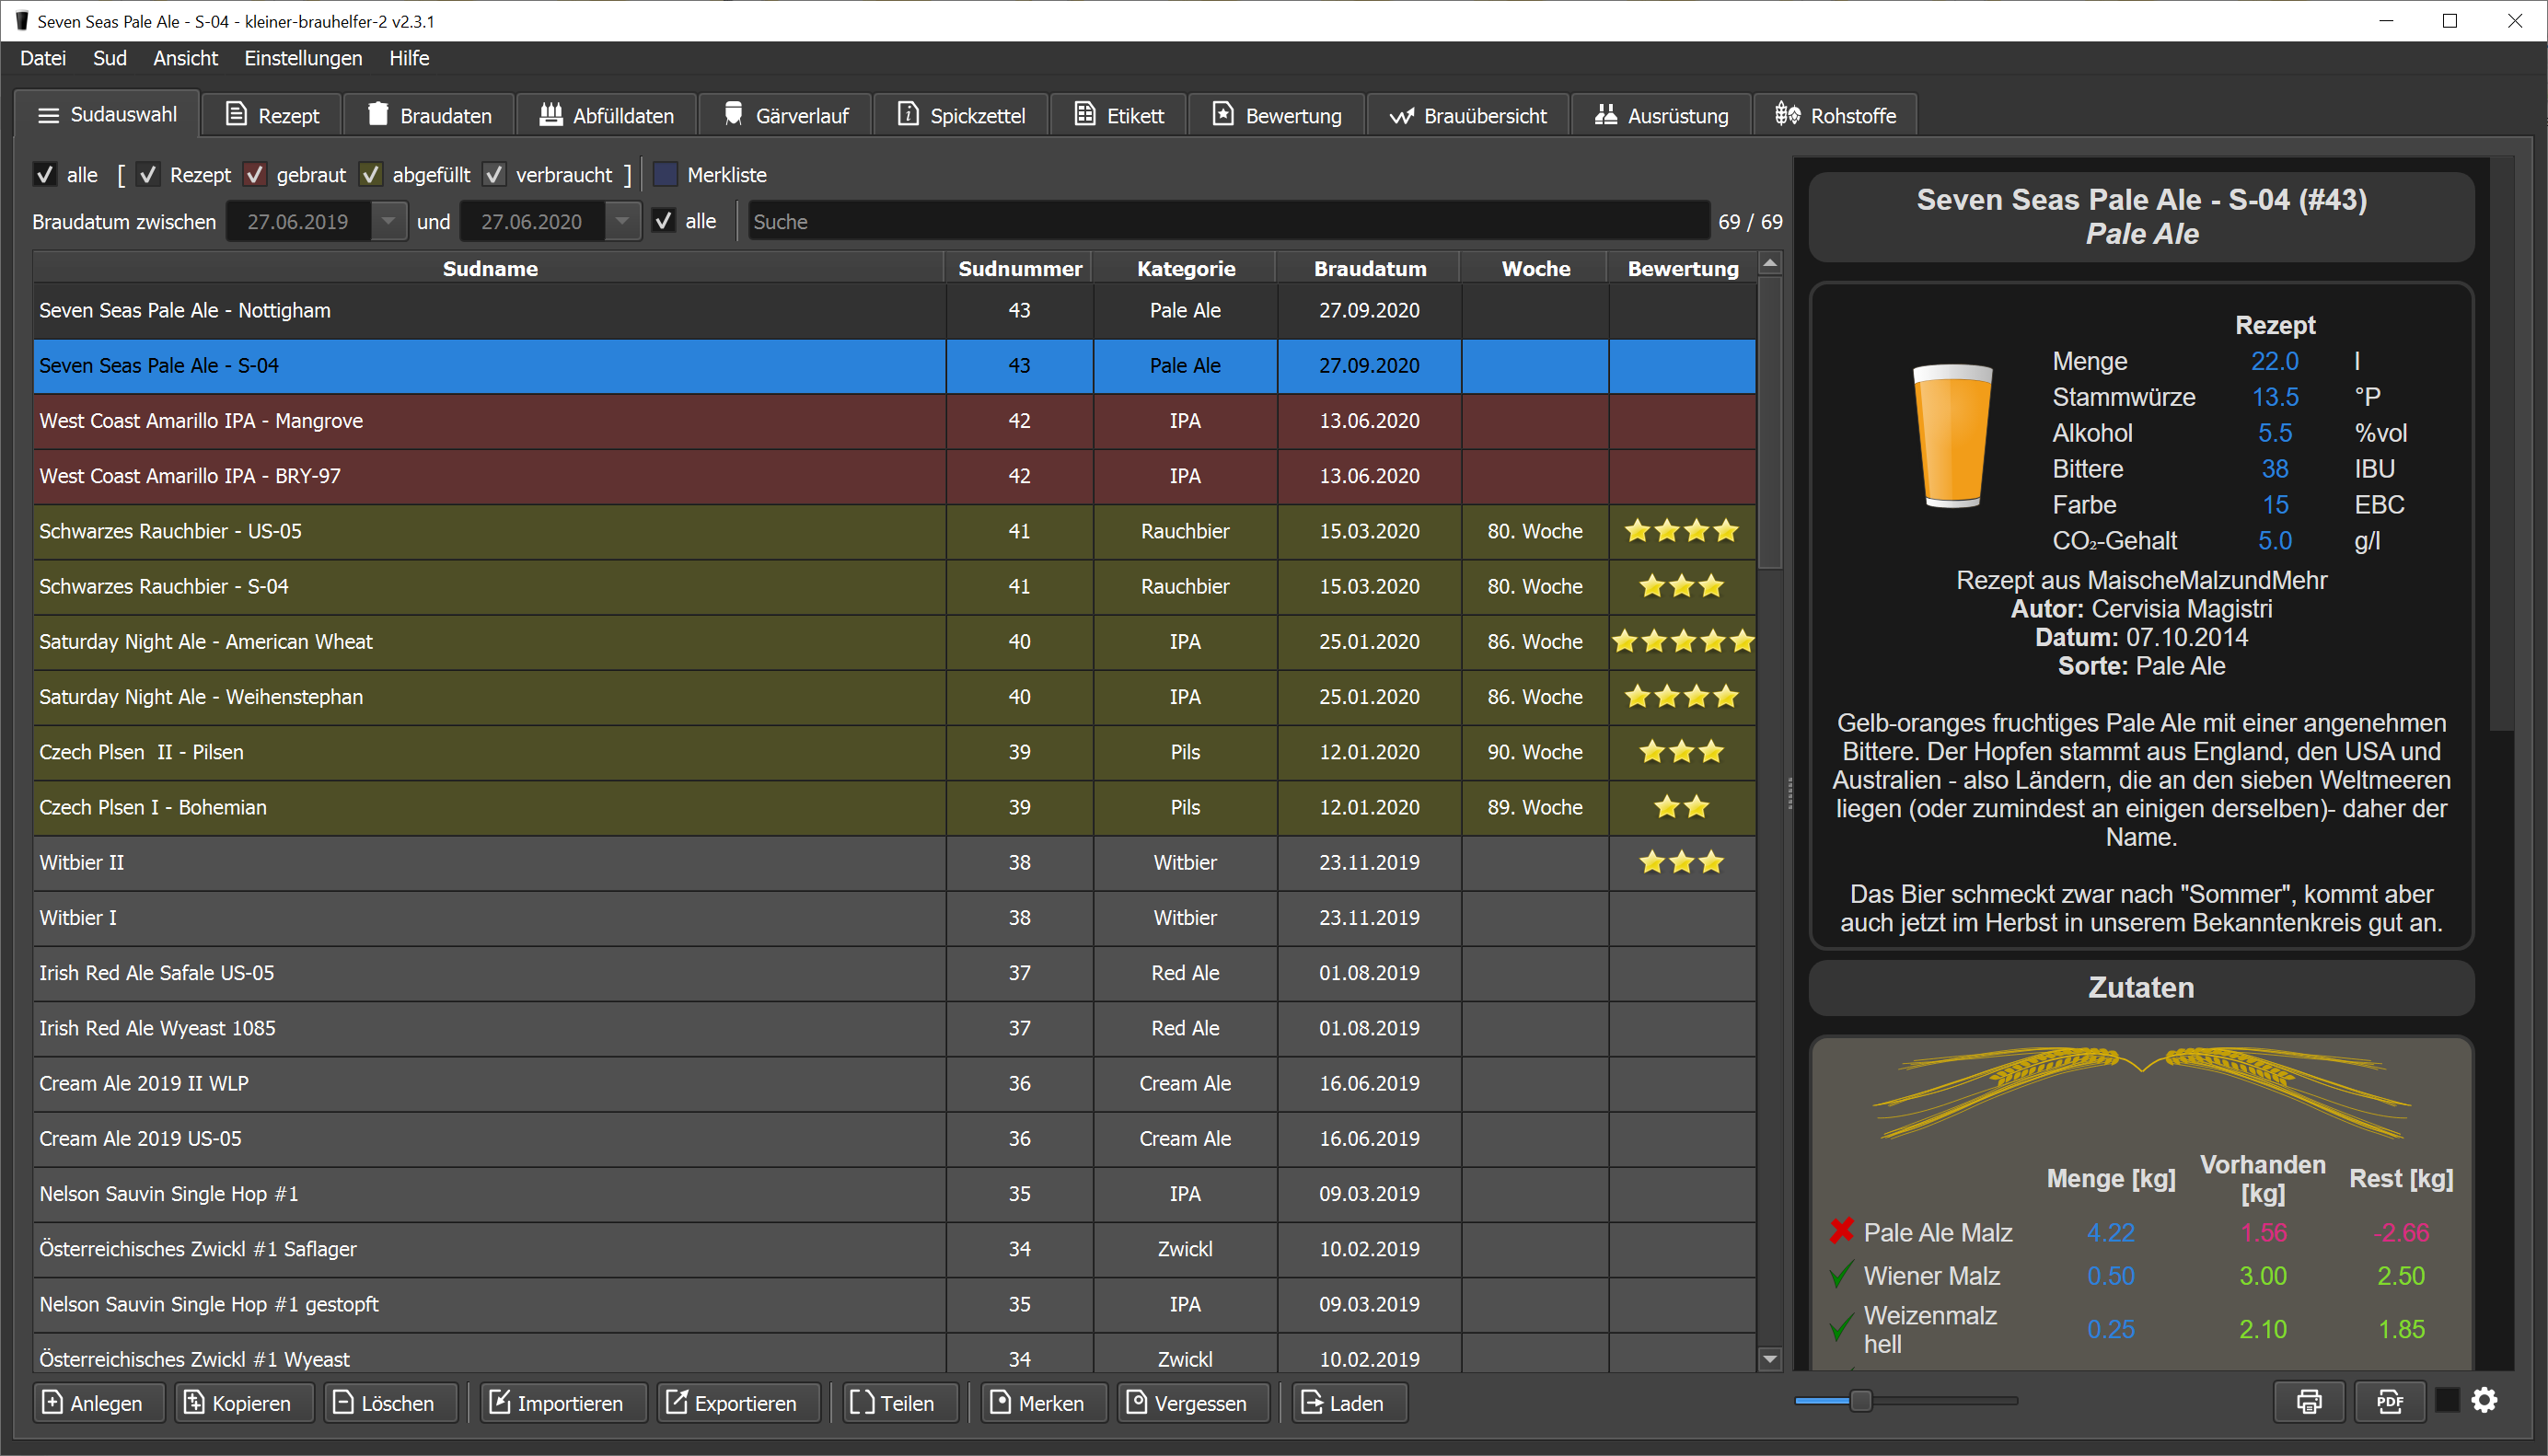 Seven Seas Pale Ale - S-04 - kleiner-brauhelfer-2 v2.3.1
Datei Sud Ansicht Einstellungen Hilfe
Sudauswahl Rezept Braudaten Abfülldaten Gärverlauf Spickzettel Etikett Bewertung Brauübersicht Ausrüstung Rohstoffe
alle [ Rezept gebraut abgefüllt verbraucht ] Merkliste
Braudatum zwischen 27.06.2019 und 27.06.2020 alle Suche 69 / 69
Sudname Sudnummer Kategorie Braudatum Woche Bewertung
Seven Seas Pale Ale - Nottigham 43 Pale Ale 27.09.2020
Seven Seas Pale Ale - S-04 43 Pale Ale 27.09.2020
West Coast Amarillo IPA - Mangrove 42 IPA 13.06.2020
West Coast Amarillo IPA - BRY-97 42 IPA 13.06.2020
Schwarzes Rauchbier - US-05 41 Rauchbier 15.03.2020 80. Woche
Schwarzes Rauchbier - S-04 41 Rauchbier 15.03.2020 80. Woche
Saturday Night Ale - American Wheat 40 IPA 25.01.2020 86. Woche
Saturday Night Ale - Weihenstephan 40 IPA 25.01.2020 86. Woche
Czech Plsen  II - Pilsen 39 Pils 12.01.2020 90. Woche
Czech Plsen I - Bohemian 39 Pils 12.01.2020 89. Woche
Witbier II 38 Witbier 23.11.2019
Witbier I 38 Witbier 23.11.2019
Irish Red Ale Safale US-05 37 Red Ale 01.08.2019
Irish Red Ale Wyeast 1085 37 Red Ale 01.08.2019
Cream Ale 2019 II WLP 36 Cream Ale 16.06.2019
Cream Ale 2019 US-05 36 Cream Ale 16.06.2019
Nelson Sauvin Single Hop #1 35 IPA 09.03.2019
Österreichisches Zwickl #1 Saflager 34 Zwickl 10.02.2019
Nelson Sauvin Single Hop #1 gestopft 35 IPA 09.03.2019
Österreichisches Zwickl #1 Wyeast 34 Zwickl 10.02.2019
Anlegen Kopieren Löschen Importieren Exportieren Teilen Merken Vergessen Laden
Seven Seas Pale Ale - S-04 (#43)
Pale Ale
Rezept
Menge 22.0 l
Stammwürze 13.5 °P
Alkohol 5.5 %vol
Bittere 38 IBU
Farbe 15 EBC
CO₂-Gehalt 5.0 g/l
Rezept aus MaischeMalzundMehr
Autor: Cervisia Magistri
Datum: 07.10.2014
Sorte: Pale Ale
Gelb-oranges fruchtiges Pale Ale mit einer angenehmen
Bittere. Der Hopfen stammt aus England, den USA und
Australien - also Ländern, die an den sieben Weltmeeren
liegen (oder zumindest an einigen derselben)- daher der
Name.
Das Bier schmeckt zwar nach "Sommer", kommt aber
auch jetzt im Herbst in unserem Bekanntenkreis gut an.
Zutaten
Menge [kg] Vorhanden [kg] Rest [kg]
Pale Ale Malz 4.22 1.56 -2.66
Wiener Malz 0.50 3.00 2.50
Weizenmalz hell 0.25 2.10 1.85
PDF